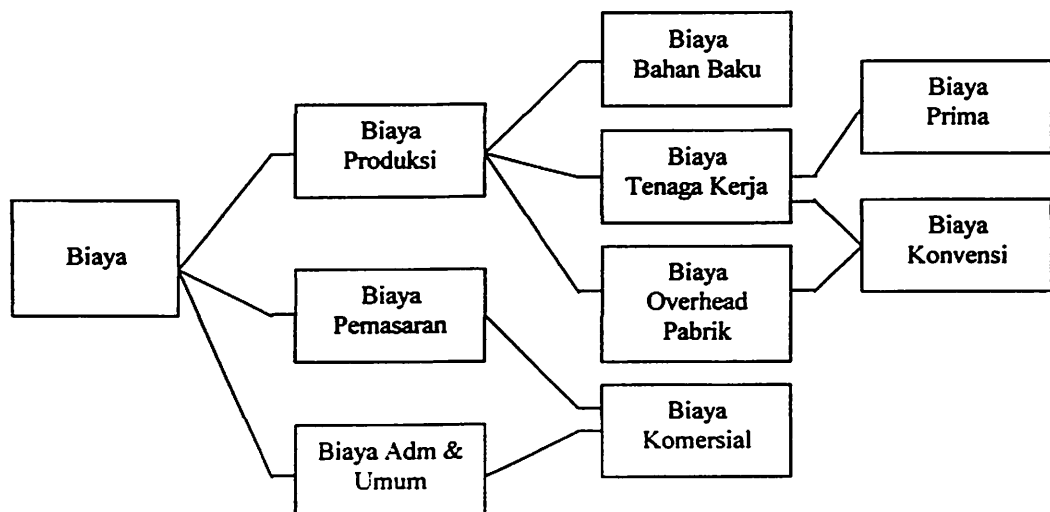 Biaya
Biaya
Produksi
Biaya
Pemasaran
Biaya Adm &
Umum
Biaya
Bahan Baku
Biaya
Tenaga Kerja
Biaya
Overhead
Pabrik
Biaya
Komersial
Biaya
Prima
Biaya
Konvensi